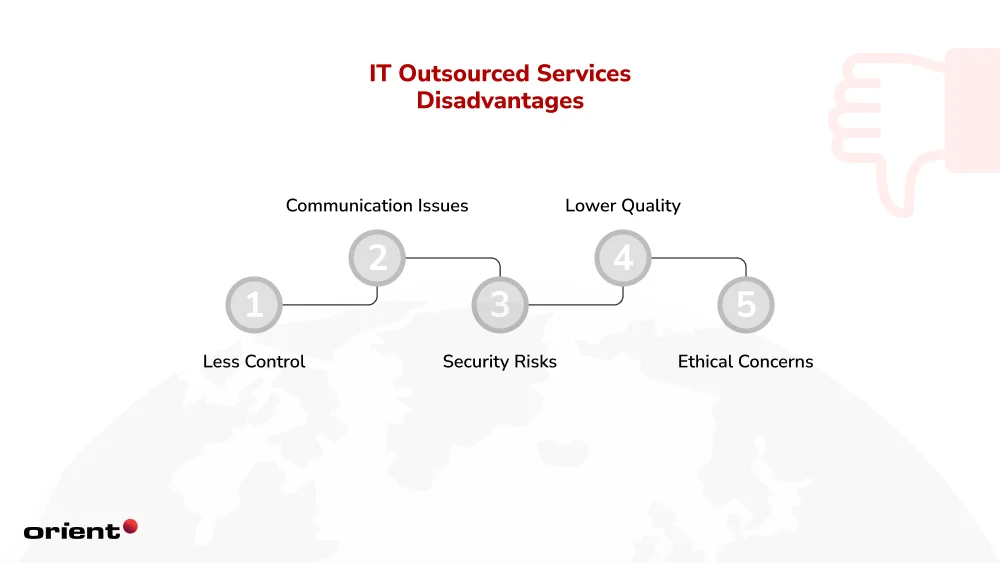 IT Outsourced Services
Disadvantages
Communication Issues
Lower Quality
2
4
1
3
5
Less Control
Security Risks
Ethical Concerns
orient